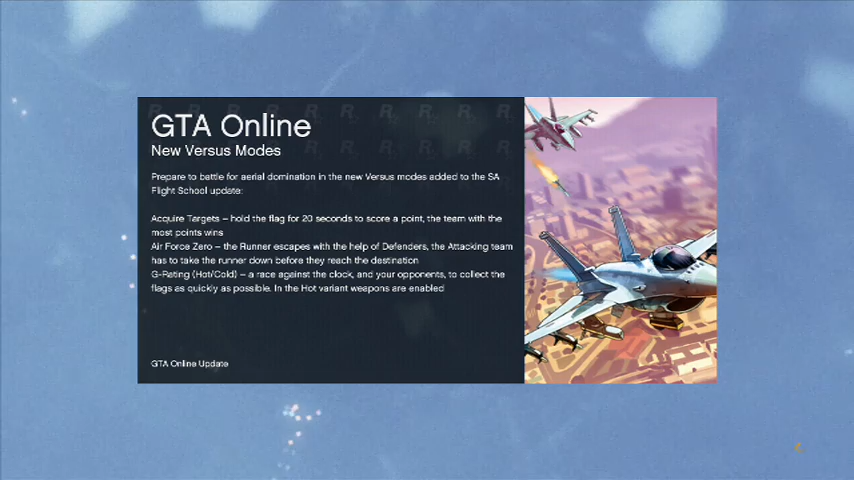 GTA Online
New Versus Modes
Prepare to battle for aerial domination in the new Versus modes added to the SA
Flight School update:
Acquire Targets – hold the flag for 20 seconds to score a point, the team with the
most points wins
Air Force Zero – the Runner escapes with the help of Defenders, the Attacking team
has to take the runner down before they reach the destination
G-Rating (Hot/Cold) – a race against the clock, and your opponents, to collect the
flags as quickly as possible. In the Hot variant weapons are enabled
GTA Online Update